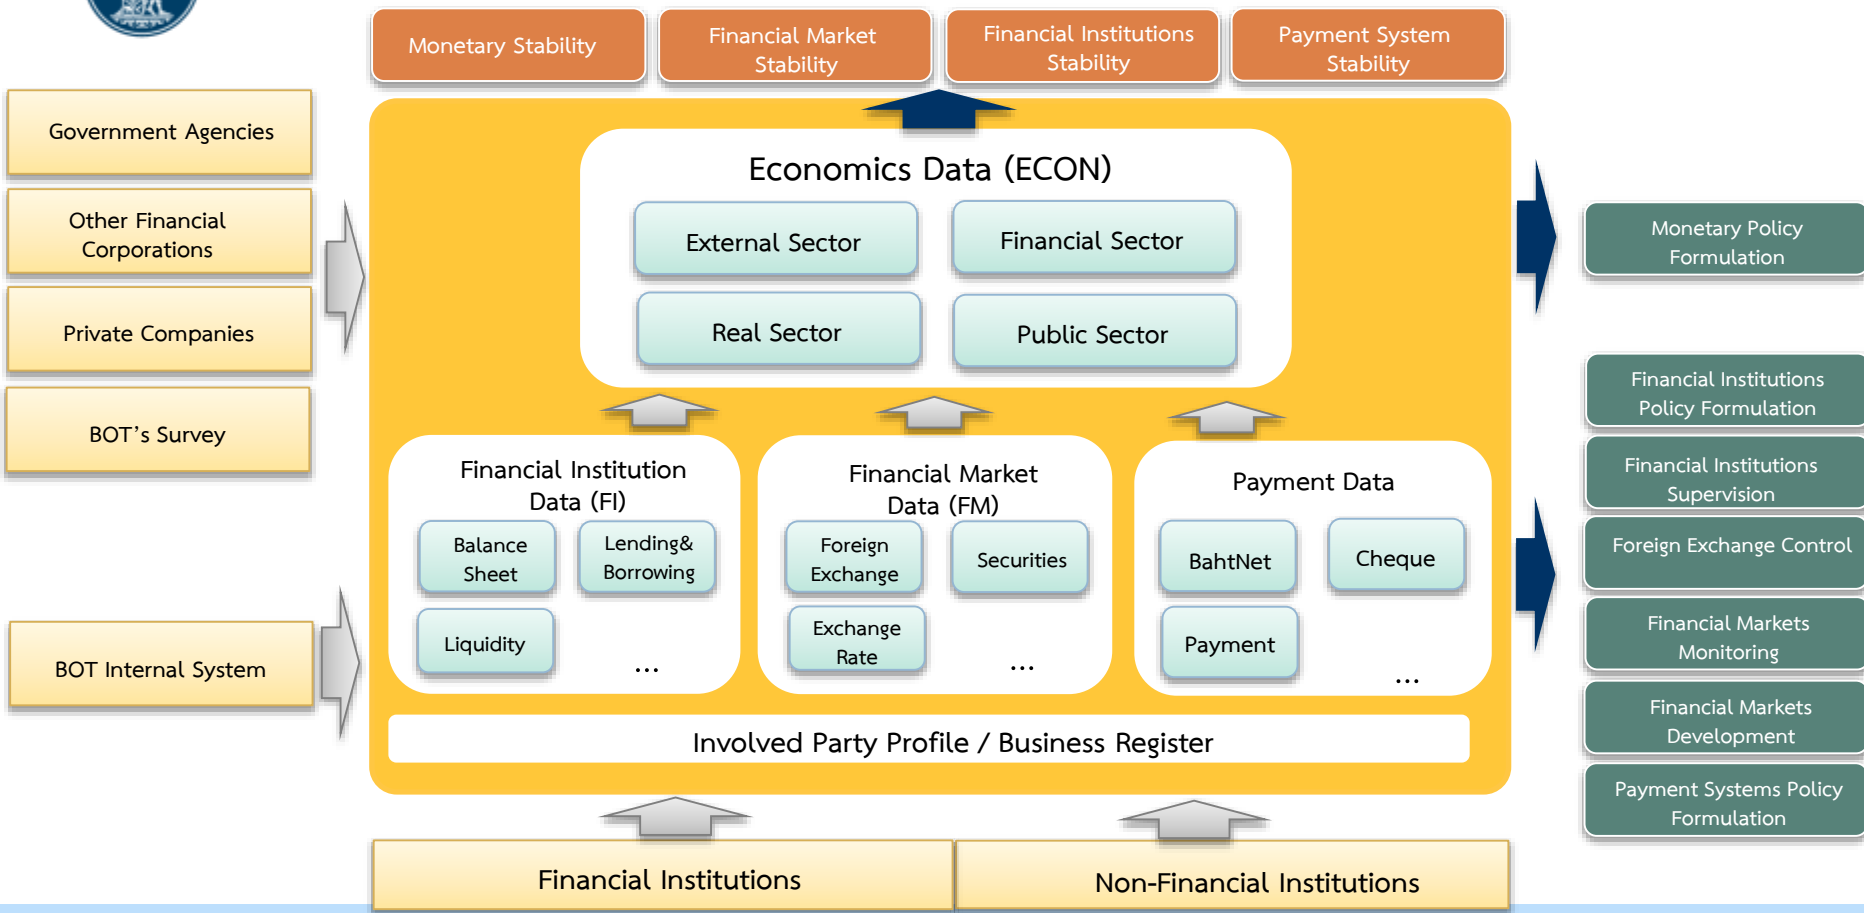 Monetary Stability
Financial Market
Stability
Financial Institutions
Stability
Payment System
Stability
Government Agencies
Other Financial
Corporations
Private Companies
BOT’s Survey
BOT Internal System
Economics Data (ECON)
External Sector
Financial Sector
Real Sector
Public Sector
Financial Institution
Data (FI)
Balance
Sheet
Lending&
Borrowing
Liquidity
...
Financial Market
Data (FM)
Foreign
Exchange
Securities
Exchange
Rate
...
Payment Data
BahtNet
Cheque
Payment
...
Involved Party Profile / Business Register
Financial Institutions
Non-Financial Institutions
Monetary Policy
Formulation
Financial Institutions
Policy Formulation
Financial Institutions
Supervision
Foreign Exchange Control
Financial Markets
Monitoring
Financial Markets
Development
Payment Systems Policy
Formulation